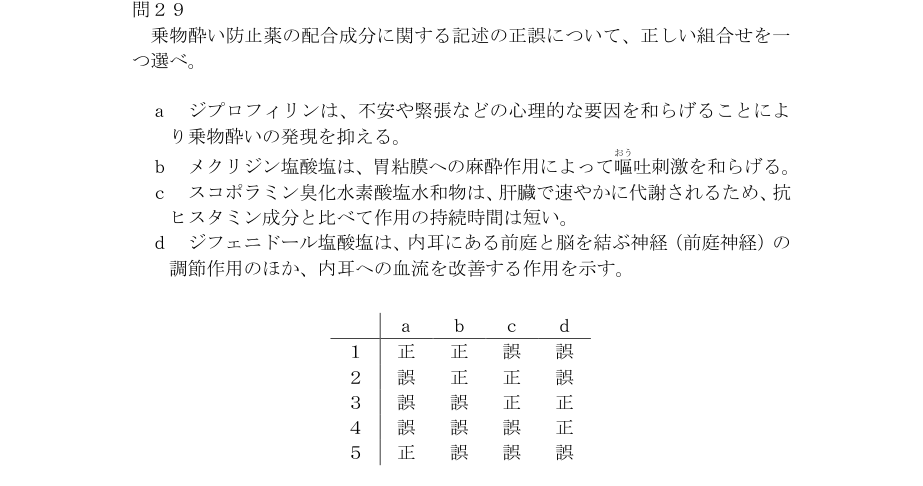 問２９
乗物酔い防止薬の配合成分に関する記述の正誤について、正しい組合せを一
つ選べ。
ａ　ジプロフィリンは、不安や緊張などの心理的な要因を和らげることによ
り乗物酔いの発現を抑える。
おう
ｂ　メクリジン塩酸塩は、胃粘膜への麻酔作用によって嘔吐刺激を和らげる。
ｃ　スコポラミン臭化水素酸塩水和物は、肝臓で速やかに代謝されるため、抗
ヒスタミン成分と比べて作用の持続時間は短い。
ｄ　ジフェニドール塩酸塩は、内耳にある前庭と脳を結ぶ神経（前庭神経）の
調節作用のほか、内耳への血流を改善する作用を示す。
ａ　ｂ　ｃ　ｄ
１　正　正　誤　誤
２　誤　正　正　誤
３　誤　誤　正　正
４　誤　誤　誤　正
５　正　誤　誤　誤